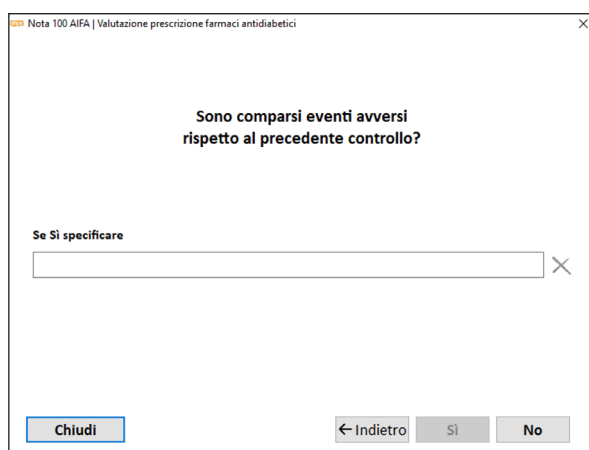 Nota 100 AIFA | Valutazione prescrizione farmaci antidiabetici
Sono comparsi eventi avversi
rispetto al precedente controllo?
Se Sì specificare
Chiudi
← Indietro
Sì
No